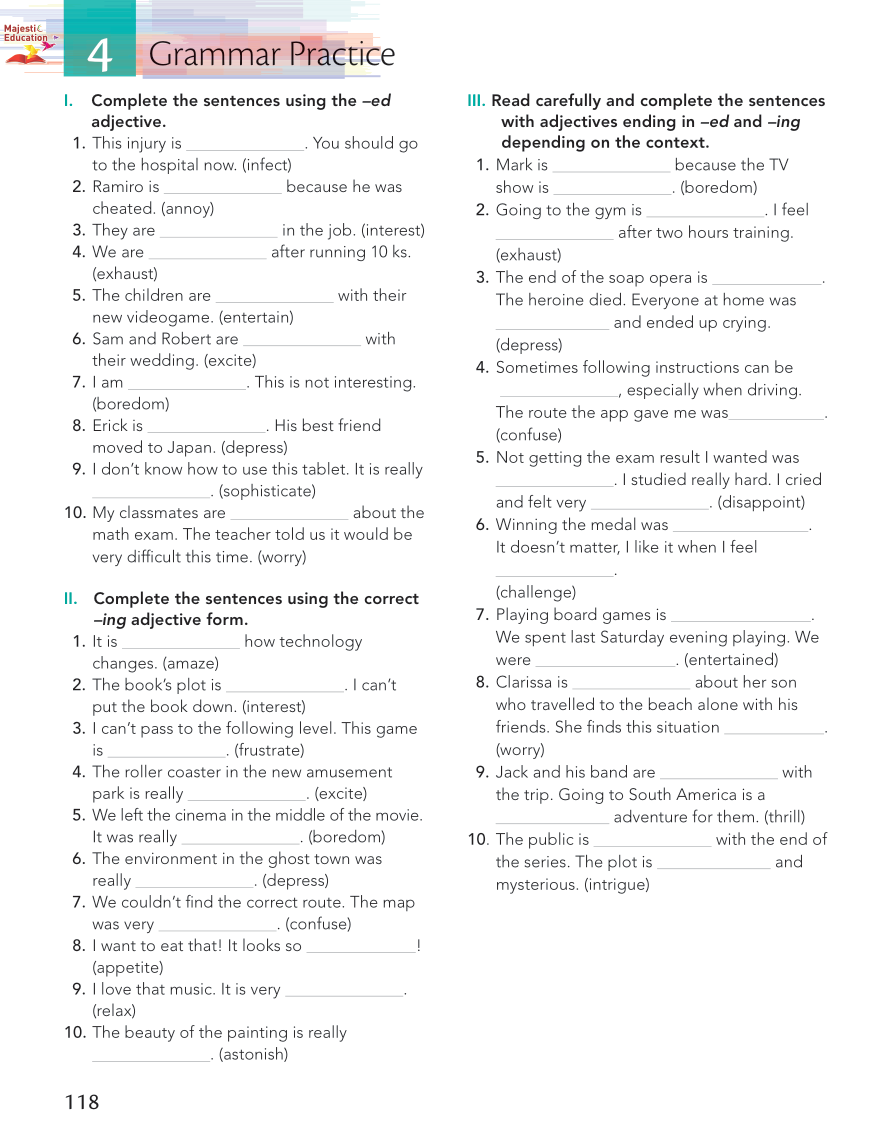 Majestic
Education
4 Grammar Practice
I. Complete the sentences using the –ed
adjective.
1. This injury is ______________. You should go
to the hospital now. (infect)
2. Ramiro is ______________ because he was
cheated. (annoy)
3. They are ______________ in the job. (interest)
4. We are ______________ after running 10 ks.
(exhaust)
5. The children are ______________ with their
new videogame. (entertain)
6. Sam and Robert are ______________ with
their wedding. (excite)
7. I am ______________. This is not interesting.
(boredom)
8. Erick is ______________. His best friend
moved to Japan. (depress)
9. I don’t know how to use this tablet. It is really
______________. (sophisticate)
10. My classmates are ______________ about the
math exam. The teacher told us it would be
very difficult this time. (worry)
II. Complete the sentences using the correct
–ing adjective form.
1. It is ______________ how technology
changes. (amaze)
2. The book’s plot is ______________. I can’t
put the book down. (interest)
3. I can’t pass to the following level. This game
is ______________. (frustrate)
4. The roller coaster in the new amusement
park is really ______________. (excite)
5. We left the cinema in the middle of the movie.
It was really ______________. (boredom)
6. The environment in the ghost town was
really ______________. (depress)
7. We couldn’t find the correct route. The map
was very ______________. (confuse)
8. I want to eat that! It looks so _____________!
(appetite)
9. I love that music. It is very ______________.
(relax)
10. The beauty of the painting is really
______________. (astonish)
III. Read carefully and complete the sentences
with adjectives ending in –ed and –ing
depending on the context.
1. Mark is ______________ because the TV
show is ______________. (boredom)
2. Going to the gym is ______________. I feel
______________ after two hours training.
(exhaust)
3. The end of the soap opera is _____________.
The heroine died. Everyone at home was
_____________ and ended up crying.
(depress)
4. Sometimes following instructions can be
______________, especially when driving.
The route the app gave me was___________.
(confuse)
5. Not getting the exam result I wanted was
______________. I studied really hard. I cried
and felt very ______________. (disappoint)
6. Winning the medal was ________________.
It doesn’t matter, I like it when I feel
______________.
(challenge)
7. Playing board games is ________________.
We spent last Saturday evening playing. We
were ________________. (entertained)
8. Clarissa is ______________ about her son
who travelled to the beach alone with his
friends. She finds this situation ____________.
(worry)
9. Jack and his band are ______________ with
the trip. Going to South America is a
_____________ adventure for them. (thrill)
10. The public is ______________ with the end of
the series. The plot is _____________ and
mysterious. (intrigue)
118